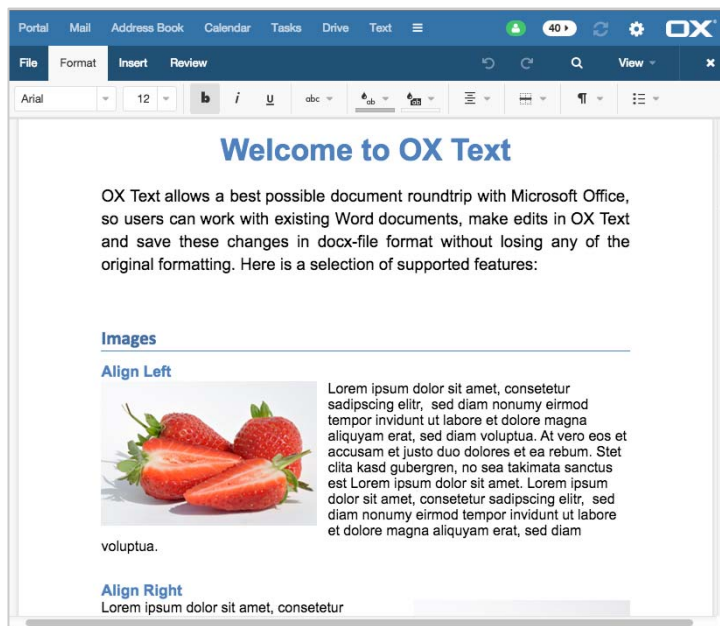 Portal Mail Address Book Calendar Tasks Drive Text 40 OX
File Format Insert Review View
Arial 12 b i u abc ab ab
Welcome to OX Text
OX Text allows a best possible document roundtrip with Microsoft Office,
so users can work with existing Word documents, make edits in OX Text
and save these changes in docx-file format without losing any of the
original formatting. Here is a selection of supported features:
Images
Align Left
Lorem ipsum dolor sit amet, consetetur
sadipscing elitr, sed diam nonumy eirmod
tempor invidunt ut labore et dolore magna
aliquyam erat, sed diam voluptua. At vero eos et
accusam et justo duo dolores et ea rebum. Stet
clita kasd gubergren, no sea takimata sanctus
est Lorem ipsum dolor sit amet. Lorem ipsum
dolor sit amet, consetetur sadipscing elitr, sed
diam nonumy eirmod tempor invidunt ut labore
et dolore magna aliquyam erat, sed diam
voluptua.
Align Right
Lorem ipsum dolor sit amet, consetetur